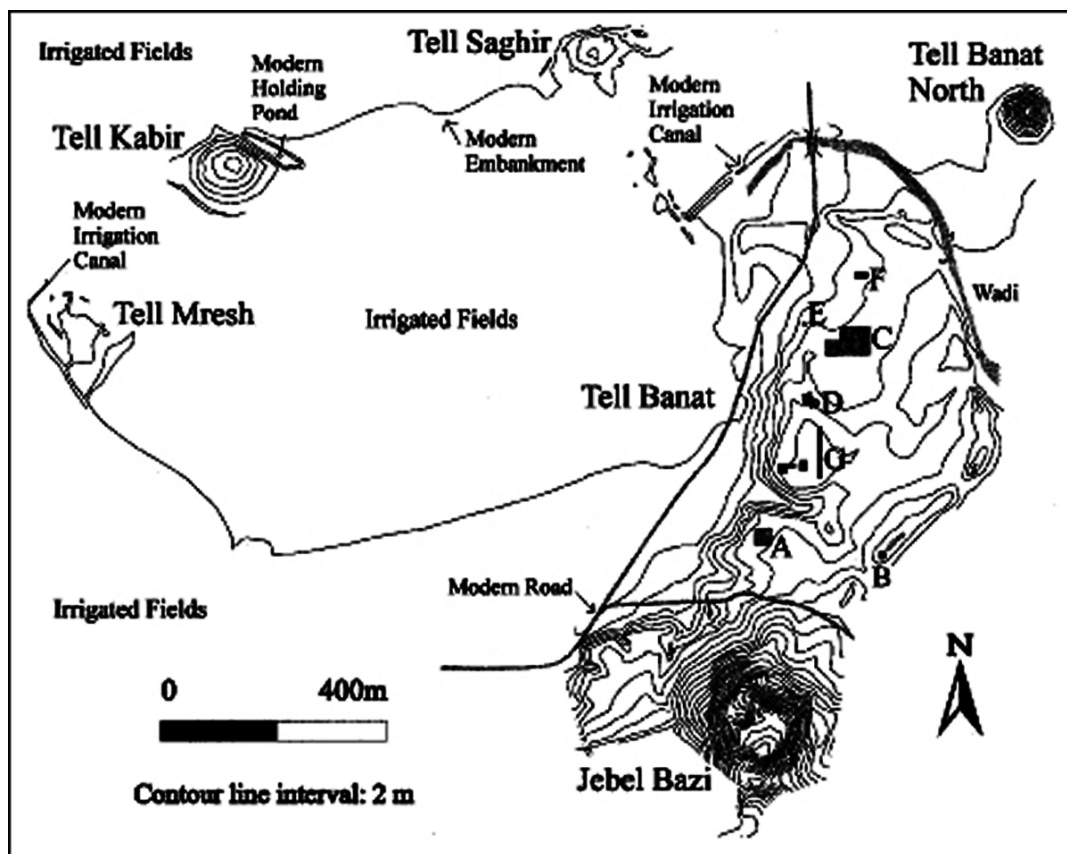 Irrigated Fields
Tell Saghir
Modern
Holding
Pond
Tell Banat
North
Modern
Irrigation
Canal
Tell Kabir
Modern
Embankment
Modern
Irrigation
Canal
Tell Mresh
Irrigated Fields
F
Wadi
E
C
Tell Banat
D
G
A
B
Modern Road
Irrigated Fields
N
0
400m
Jebel Bazi
Contour line interval: 2 m